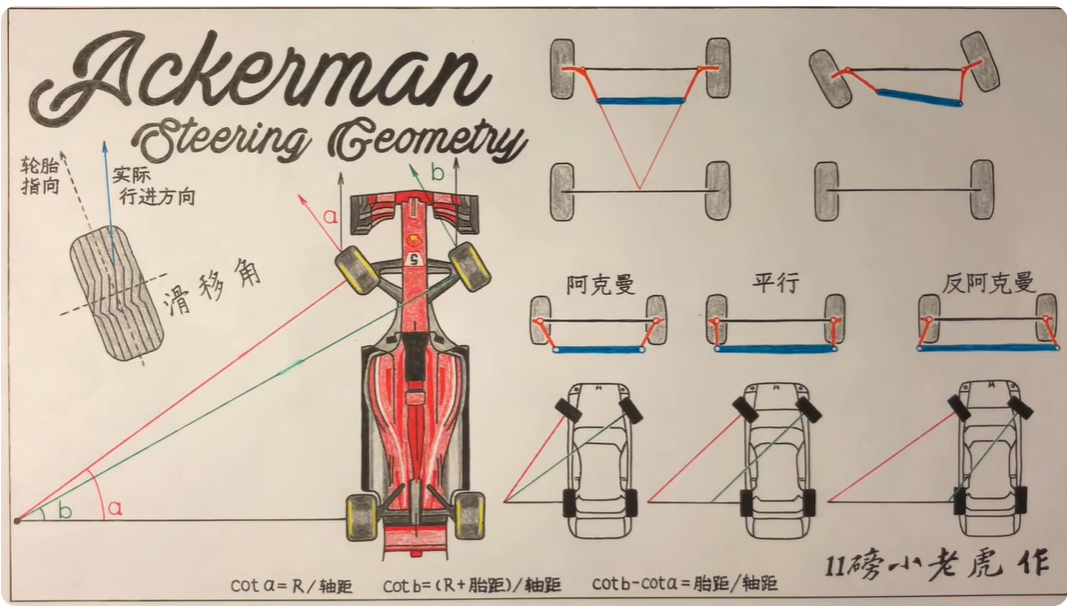 Ackerman
Steering Geometry
轮胎
指向
实际
行进方向
滑移角
a
b
5
b
a
阿克曼
平行
反阿克曼
cot a = R/轴距
cot b = (R+胎距)/轴距
cot b - cot a = 胎距/轴距
11磅小老虎 作